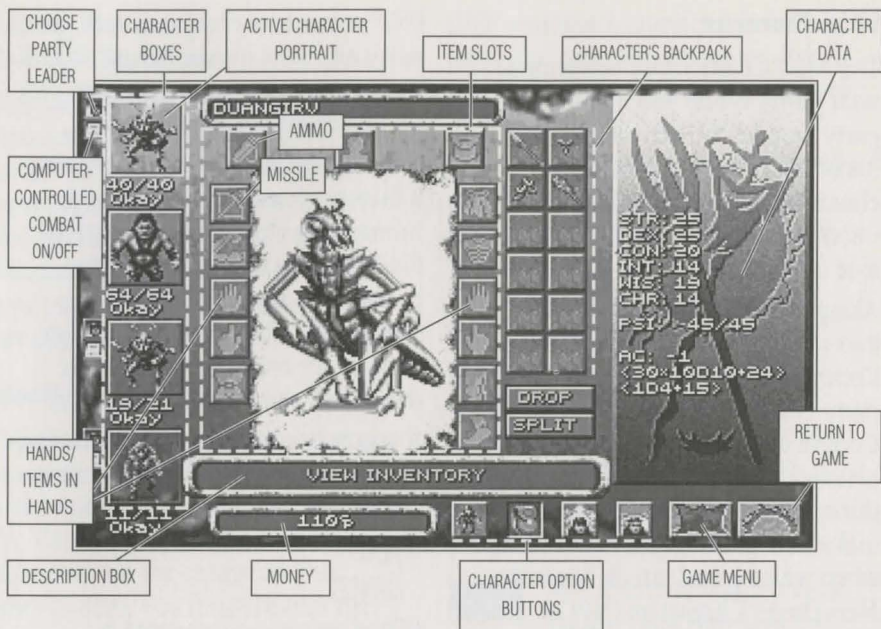 CHOOSE
PARTY
LEADER
CHARACTER
BOXES
ACTIVE CHARACTER
PORTRAIT
ITEM SLOTS
CHARACTER'S BACKPACK
CHARACTER
DATA
COMPUTER-
CONTROLLED
COMBAT
ON/OFF
DUANGIRV
AMMO
MISSILE
40/40
Okay
64/64
Okay
19/21
Okay
11/11
Okay
STR: 25
DEX: 25
CON: 20
INT: 14
WIS: 19
CHR: 14
PSI: 45/45
AC: -1
<30x10D10+24>
<1D4+15>
DROP
SPLIT
HANDS/
ITEMS IN
HANDS
RETURN TO
GAME
VIEW INVENTORY
DESCRIPTION BOX
MONEY
CHARACTER OPTION
BUTTONS
GAME MENU